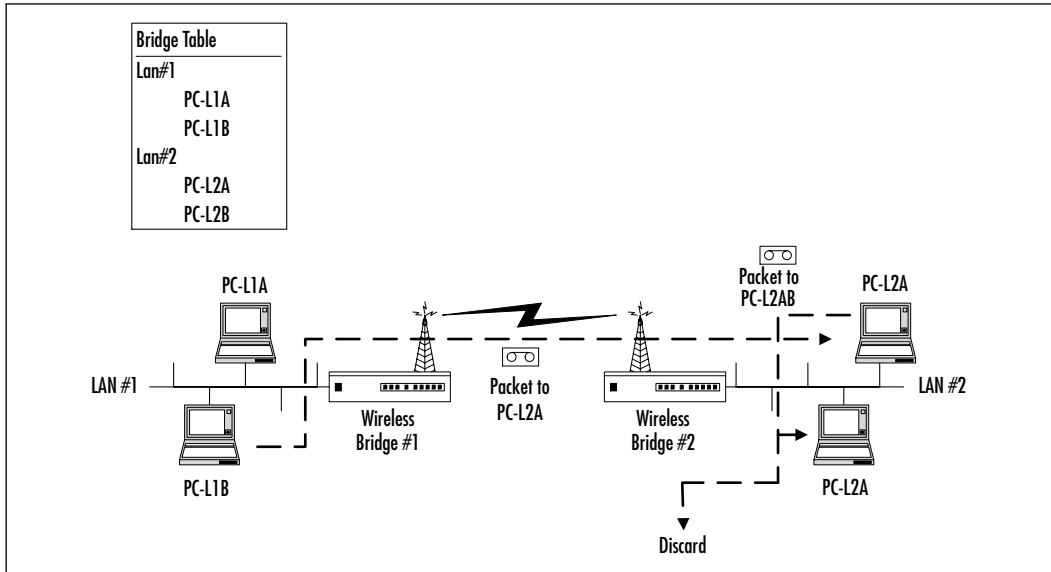 Bridge Table
Lan#1
PC-L1A
PC-L1B
Lan#2
PC-L2A
PC-L2B
PC-L1A
Packet to
PC-L2AB
PC-L2A
LAN #1
Packet to
PC-L2A
LAN #2
Wireless
Bridge #1
Wireless
Bridge #2
PC-L1B
PC-L2A
Discard